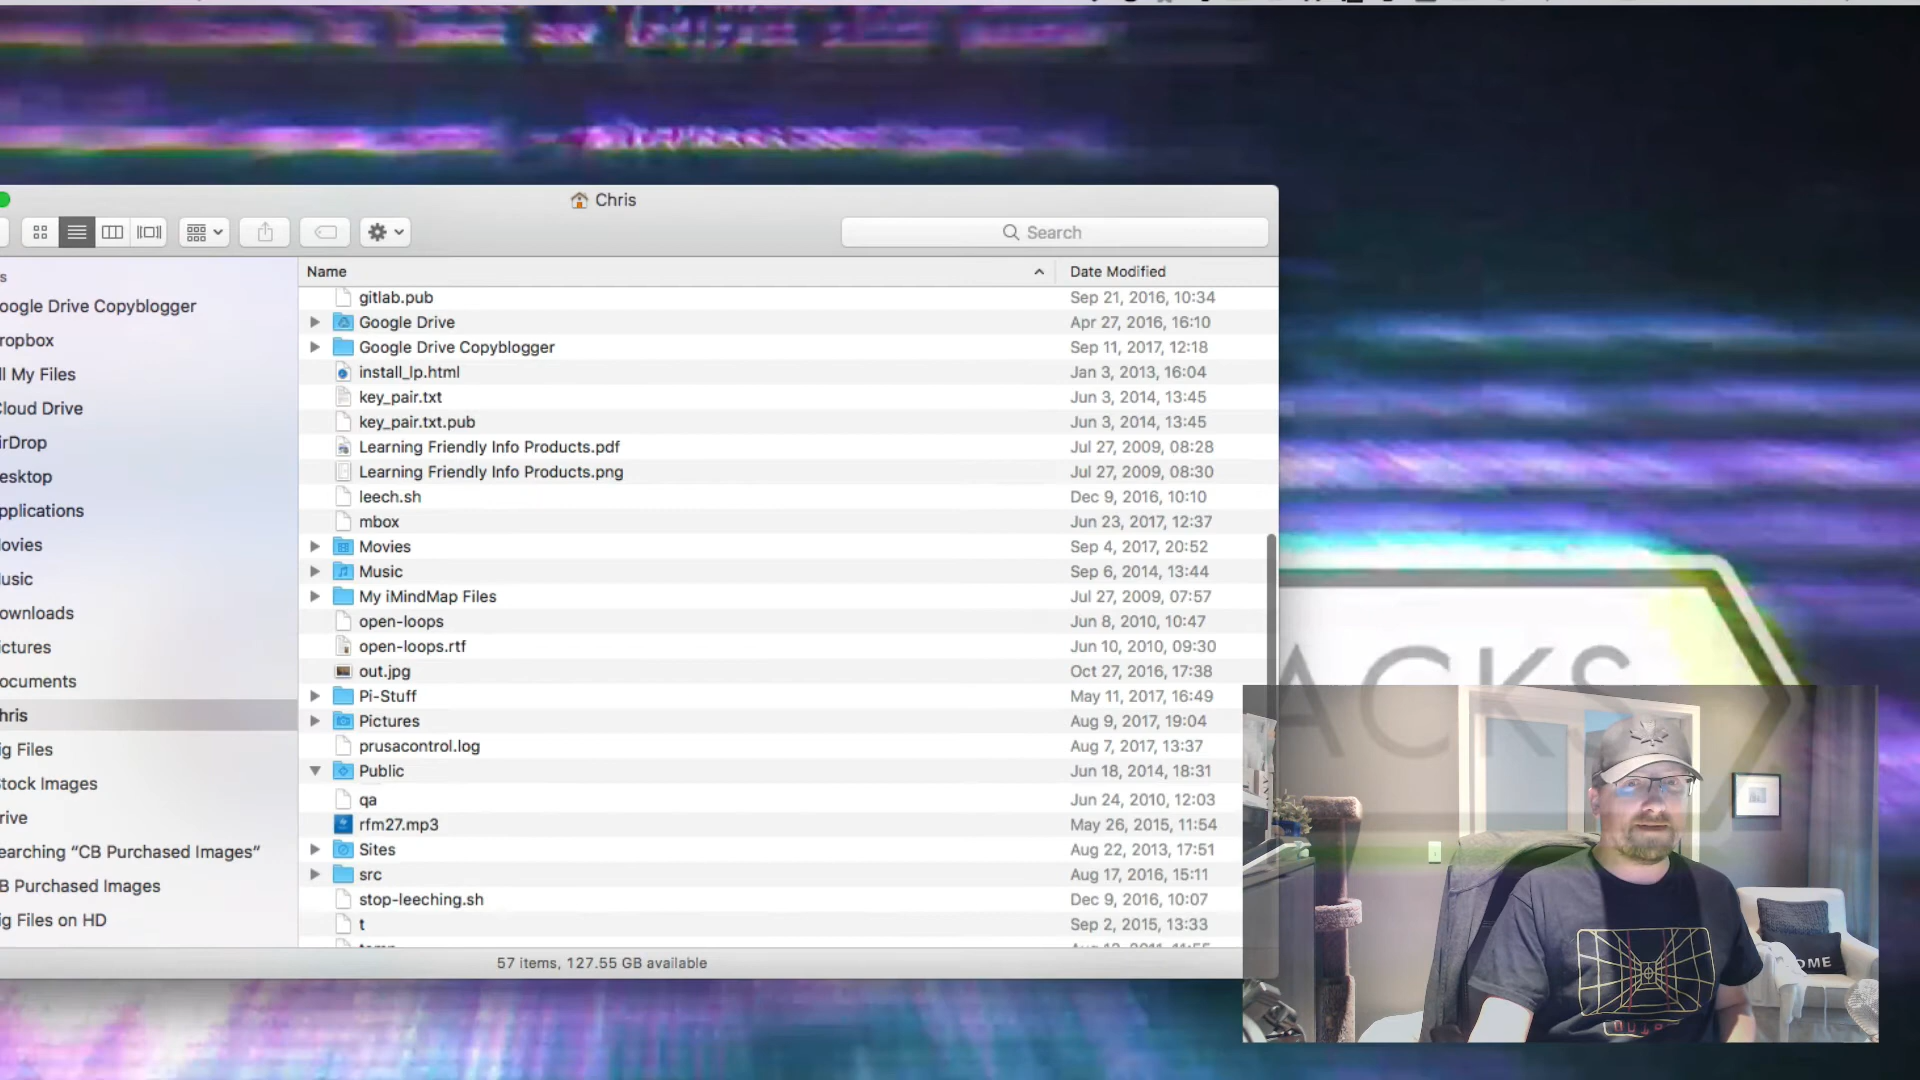 Chris
Search
Name
Date Modified
s
oogle Drive Copyblogger
ropbox
ll My Files
Cloud Drive
irDrop
esktop
pplications
ovies
usic
ownloads
ictures
ocuments
hris
ig Files
tock Images
rive
earching “CB Purchased Images”
B Purchased Images
ig Files on HD
gitlab.pub Sep 21, 2016, 10:34
Google Drive Apr 27, 2016, 16:10
Google Drive Copyblogger Sep 11, 2017, 12:18
install_lp.html Jan 3, 2013, 16:04
key_pair.txt Jun 3, 2014, 13:45
key_pair.txt.pub Jun 3, 2014, 13:45
Learning Friendly Info Products.pdf Jul 27, 2009, 08:28
Learning Friendly Info Products.png Jul 27, 2009, 08:30
leech.sh Dec 9, 2016, 10:10
mbox Jun 23, 2017, 12:37
Movies Sep 4, 2017, 20:52
Music Sep 6, 2014, 13:44
My iMindMap Files Jul 27, 2009, 07:57
open-loops Jun 8, 2010, 10:47
open-loops.rtf Jun 10, 2010, 09:30
out.jpg Oct 27, 2016, 17:38
Pi-Stuff May 11, 2017, 16:49
Pictures Aug 9, 2017, 19:04
prusacontrol.log Aug 7, 2017, 13:37
Public Jun 18, 2014, 18:31
qa Jun 24, 2010, 12:03
rfm27.mp3 May 26, 2015, 11:54
Sites Aug 22, 2013, 17:51
src Aug 17, 2016, 15:11
stop-leeching.sh Dec 9, 2016, 10:07
t Sep 2, 2015, 13:33
57 items, 127.55 GB available
ACKS
OME